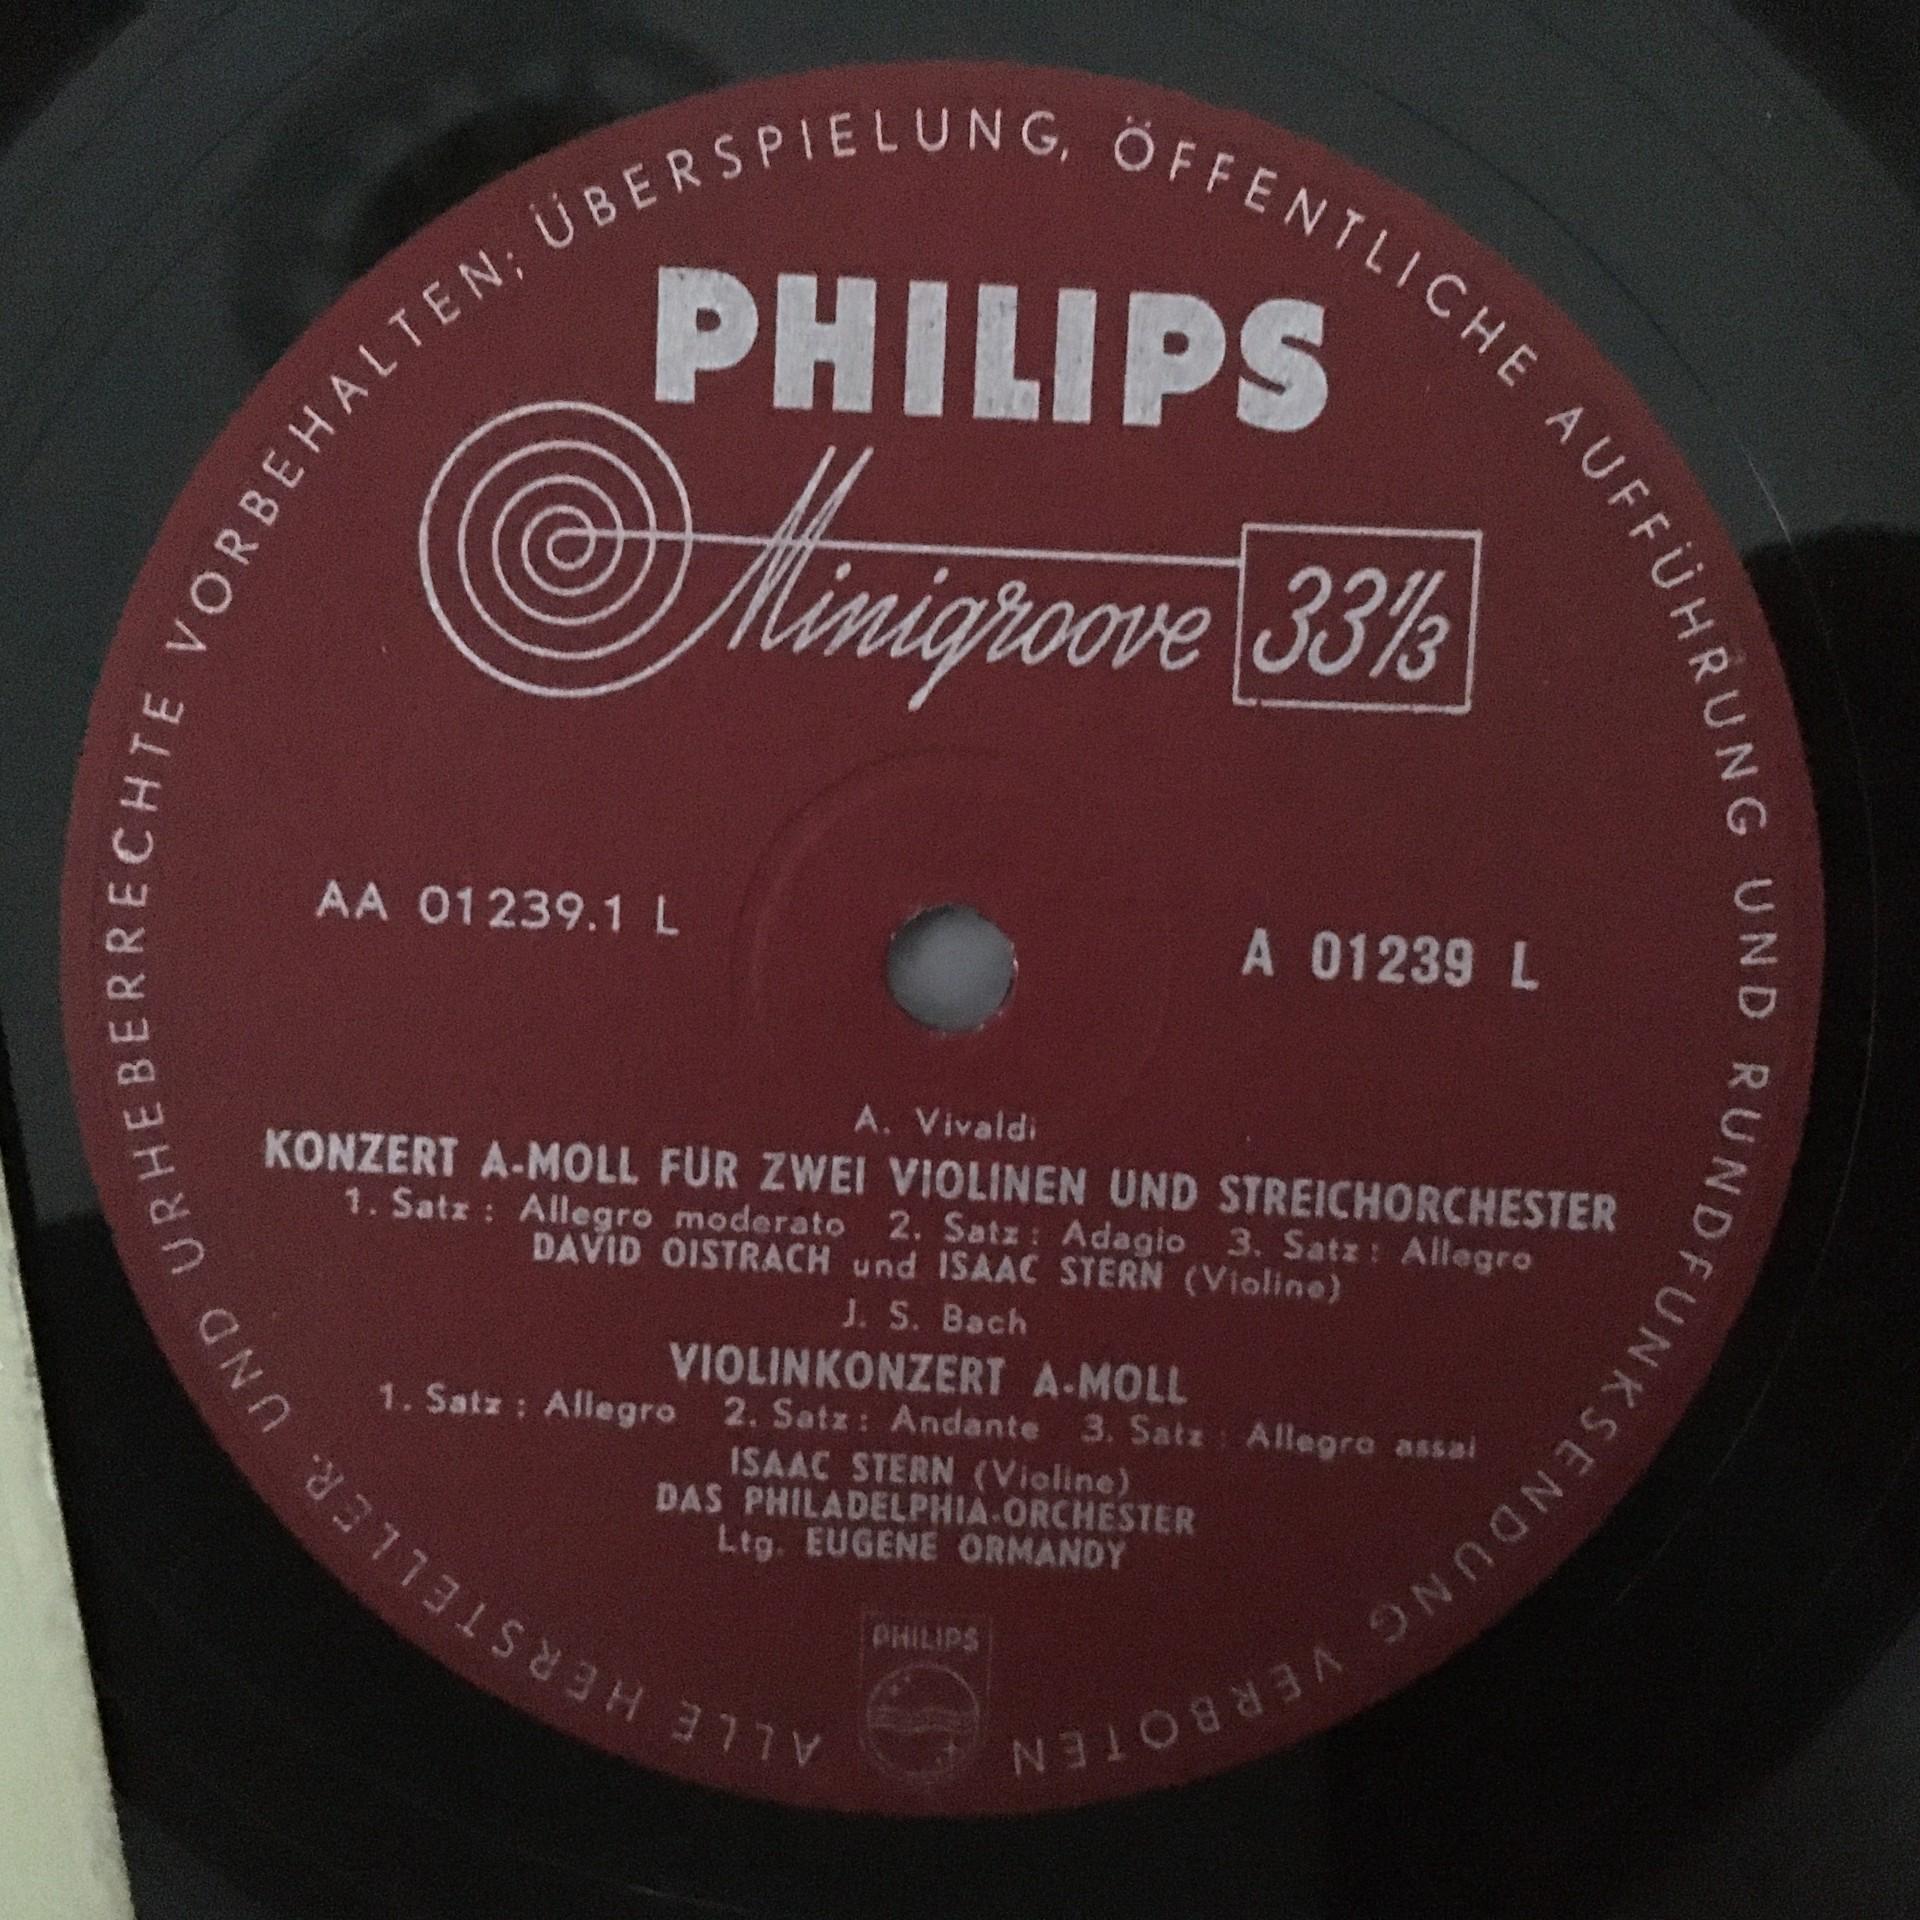 ALLE HERSTELLER- UND URHEBERRECHTE VORBEHALTEN; ÜBERSPIELUNG, ÖFFENTLICHE AUFFÜHRUNG UND RUNDFUNKSENDUNG VERBOTEN
PHILIPS
Minigroove 33 1/3
AA 01239.1 L
A 01239 L
A. Vivaldi
KONZERT A-MOLL FÜR ZWEI VIOLINEN UND STREICHORCHESTER
1. Satz: Allegro moderato 2. Satz: Adagio 3. Satz: Allegro
DAVID OISTRACH und ISAAC STERN (Violine)
J. S. Bach
VIOLINKONZERT A-MOLL
1. Satz: Allegro 2. Satz: Andante 3. Satz: Allegro assai
ISAAC STERN (Violine)
DAS PHILADELPHIA-ORCHESTER
Ltg. EUGENE ORMANDY
PHILIPS